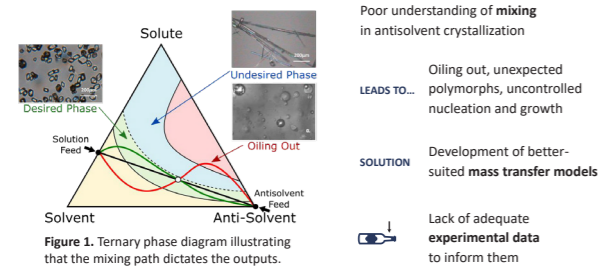 Solute
200μm
Undesired Phase
Desired Phase
Solution
Feed
Oiling Out
Antisolvent
Feed
Solvent
Anti-Solvent
Figure 1. Ternary phase diagram illustrating
that the mixing path dictates the outputs.
Poor understanding of mixing
in antisolvent crystallization
LEADS TO...
Oiling out, unexpected
polymorphs, uncontrolled
nucleation and growth
SOLUTION
Development of better-
suited mass transfer models
Lack of adequate
experimental data
to inform them